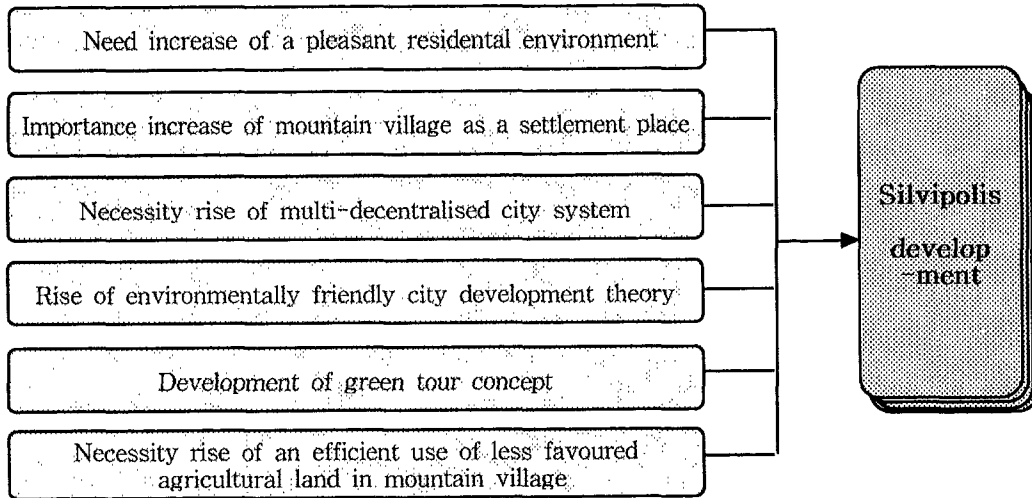 Need increase of a pleasant residental environment
Importance increase of mountain village as a settlement place
Necessity rise of multi-decentralised city system
Rise of environmentally friendly city development theory
Development of green tour concept
Necessity rise of an efficient use of less favoured
agricultural land in mountain village
Silvipolis
develop
-ment